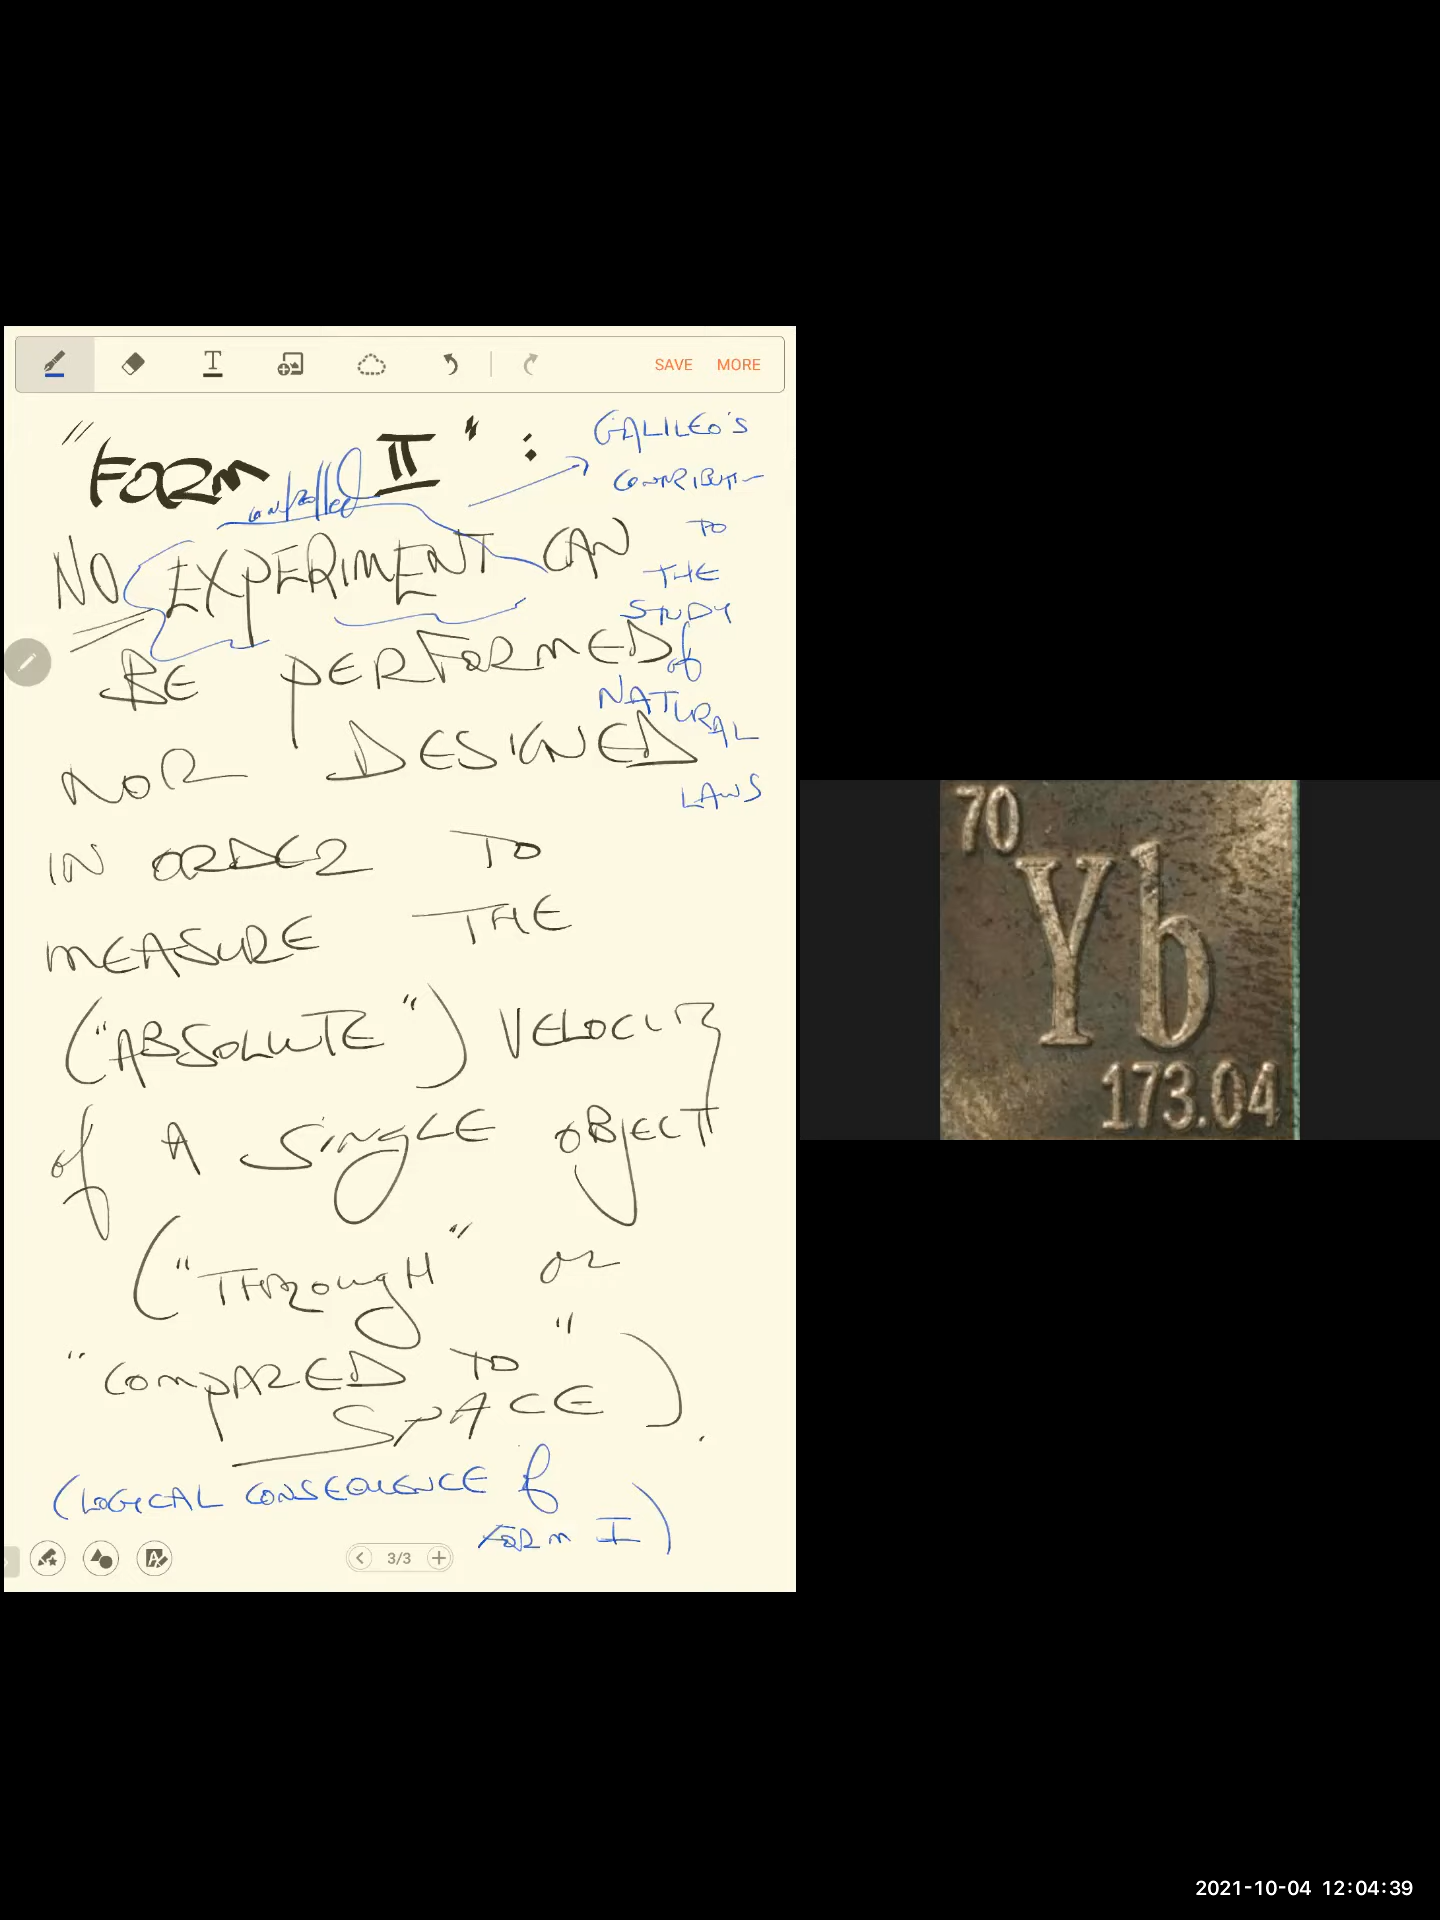 SAVE MORE
"FORM II" :
controlled
NO EXPERIMENT CAN
BE PERFORMED
NOR DESIGNED
IN ORDER TO
MEASURE THE
("ABSOLUTE") VELOCITY
of A SINGLE OBJECT
("THROUGH" or
"COMPARED TO"
SPACE).
(LOGICAL CONSEQUENCE of
FORM I)
GALILEO'S
TO
THE
STUDY
of
NATURAL
LAWS
3/3
70
Yb
173.04
2021-10-04 12:04:39